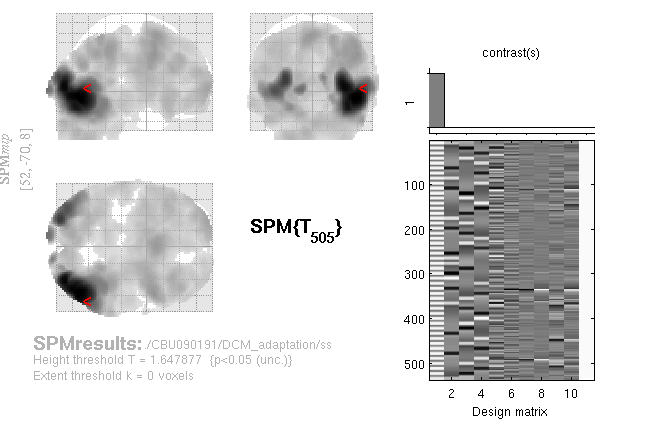 SPMmip
[52, -70, 8]
<
<
<
SPM{T505}
contrast(s)
1
100
200
300
400
500
2 4 6 8 10
Design matrix
SPMresults: ./CBU090191/DCM_adaptation/ss
Height threshold T = 1.647877 {p<0.05 (unc.)}
Extent threshold k = 0 voxels